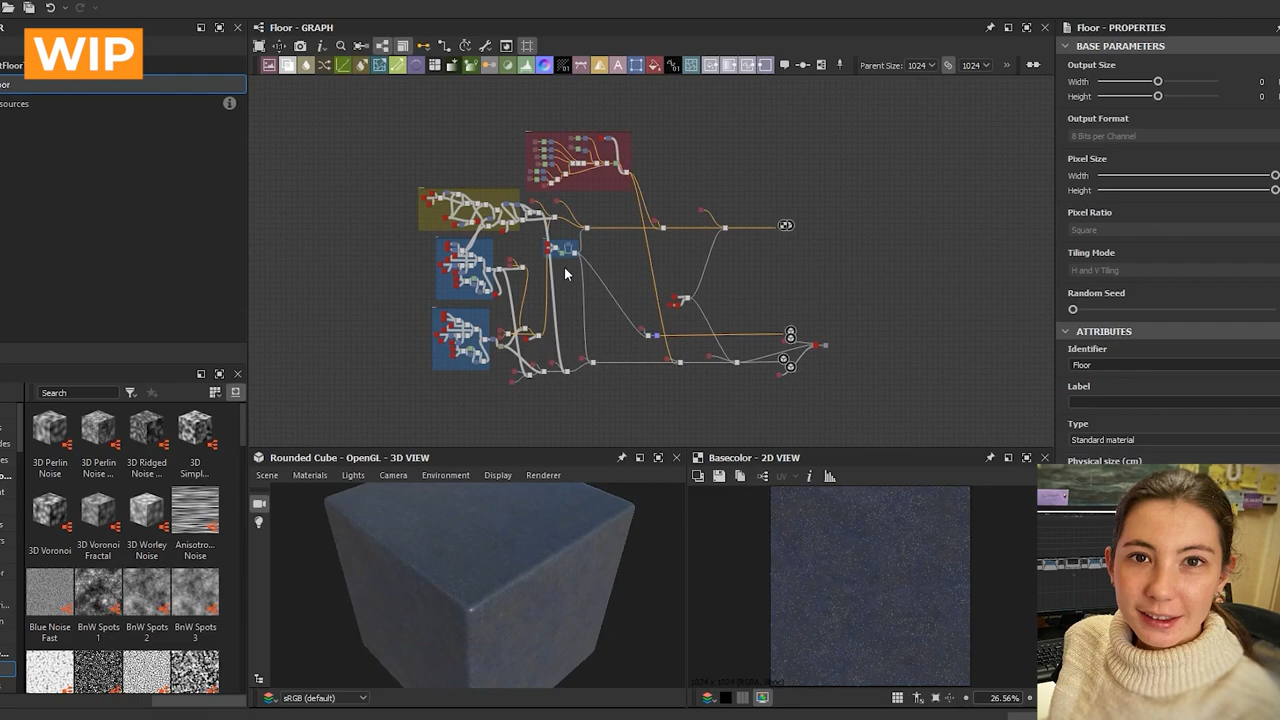 WIP
Floor - GRAPH
Floor - PROPERTIES
BASE PARAMETERS
Output Size
Width 0
Height 0
Output Format
8 Bits per Channel
Pixel Size
Width
Height
Pixel Ratio
Square
Tiling Mode
H and V Tiling
Random Seed
ATTRIBUTES
Identifier
Floor
Label
Type
Standard material
Physical size (cm)
Parent Size: 1024 1024
sources
Search
3D Perlin Noise
3D Perlin Noise ...
3D Ridged Noise ...
3D Simpl...
3D Voronoi
3D Voronoi Fractal
3D Worley Noise
Anisotro... Noise
Blue Noise Fast
BnW Spots 1
BnW Spots 2
BnW Spots 3
Rounded Cube - OpenGL - 3D VIEW
Scene Materials Lights Camera Environment Display Renderer
sRGB (default)
Basecolor - 2D VIEW
UV
26.56%